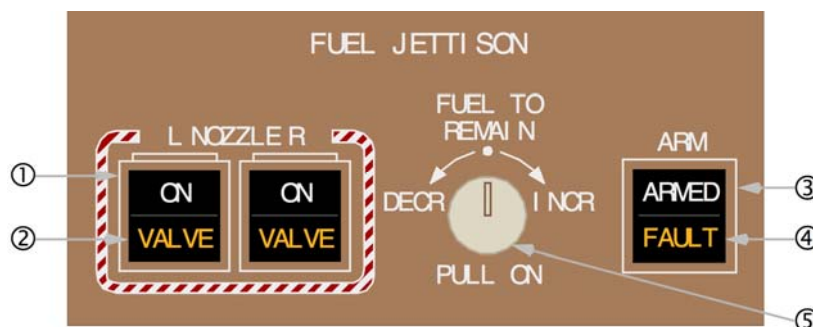 FUEL JETTISON
L NOZZLE R
FUEL TO
REMAIN
ARM
①
ON
ON
ARMED
③
DECR
INCR
②
VALVE
VALVE
FAULT
④
PULL ON
⑤